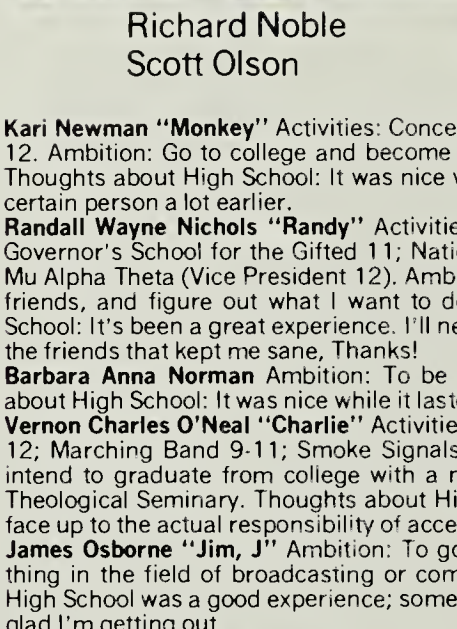 Richard Noble
Scott Olson
Kari Newman "Monkey" Activities: Conce
12. Ambition: Go to college and become
Thoughts about High School: It was nice
certain person a lot earlier.
Randall Wayne Nichols "Randy" Activitie
Governor's School for the Gifted 11; Nati
Mu Alpha Theta (Vice President 12). Amb
friends, and figure out what I want to d
School: It's been a great experience. I'll ne
the friends that kept me sane, Thanks!
Barbara Anna Norman Ambition: To be
about High School: It was nice while it last
Vernon Charles O'Neal "Charlie" Activitie
12; Marching Band 9-11; Smoke Signals
intend to graduate from college with a
Theological Seminary. Thoughts about Hi
face up to the actual responsibility of acce
James Osborne "Jim, J" Ambition: To go
thing in the field of broadcasting or com
High School was a good experience; some
glad I'm getting out